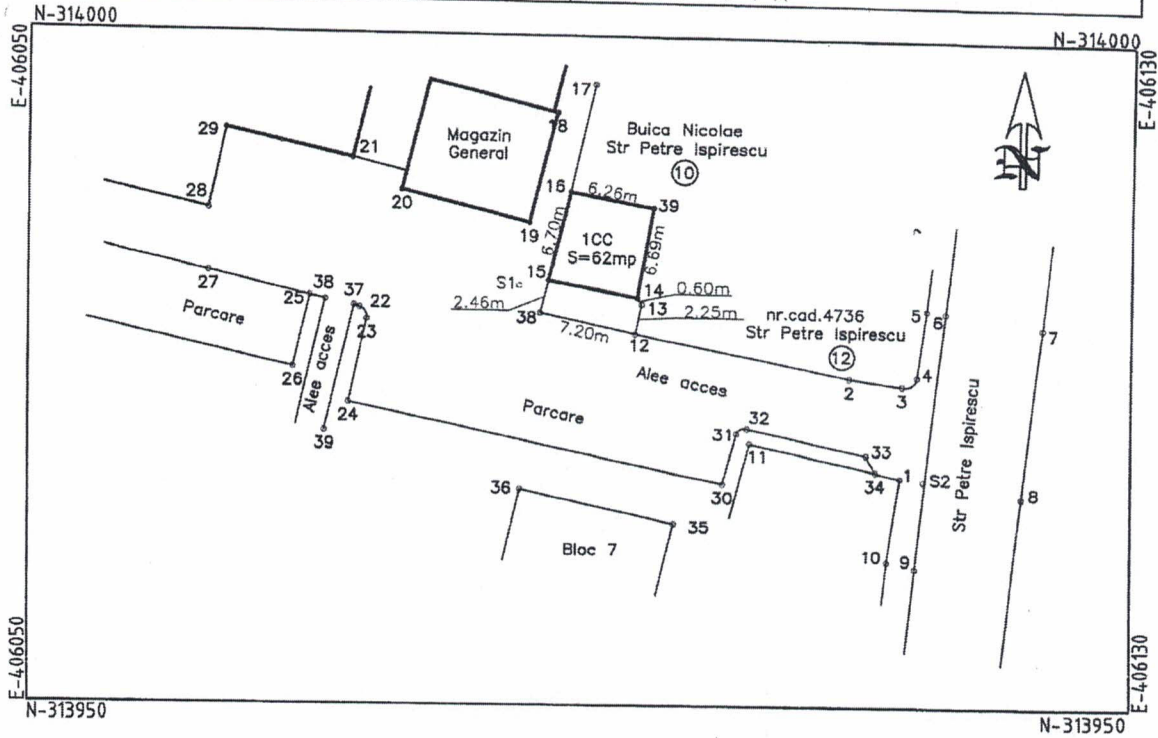 N-314000
N-314000
E-406050
E-406130
17
18
29
21
Magazin
General
Buica Nicolae
Str Petre Ispirescu
10
28
20
16
6.26m
39
19
6.70m
1CC
S=62mp
6.69m
27
15
S1
14
0.60m
25
38
37
22
13
2.46m
2.25m
nr.cad.4736
Parcare
23
38
7.20m
12
Str Petre Ispirescu
12
5
6
7
26
Alee acces
24
Alee acces
2
3
4
39
Parcare
31
32
11
33
Str Petre Ispirescu
36
30
34
1
S2
8
35
Bloc 7
10
9
E-406050
E-406130
N-313950
N-313950